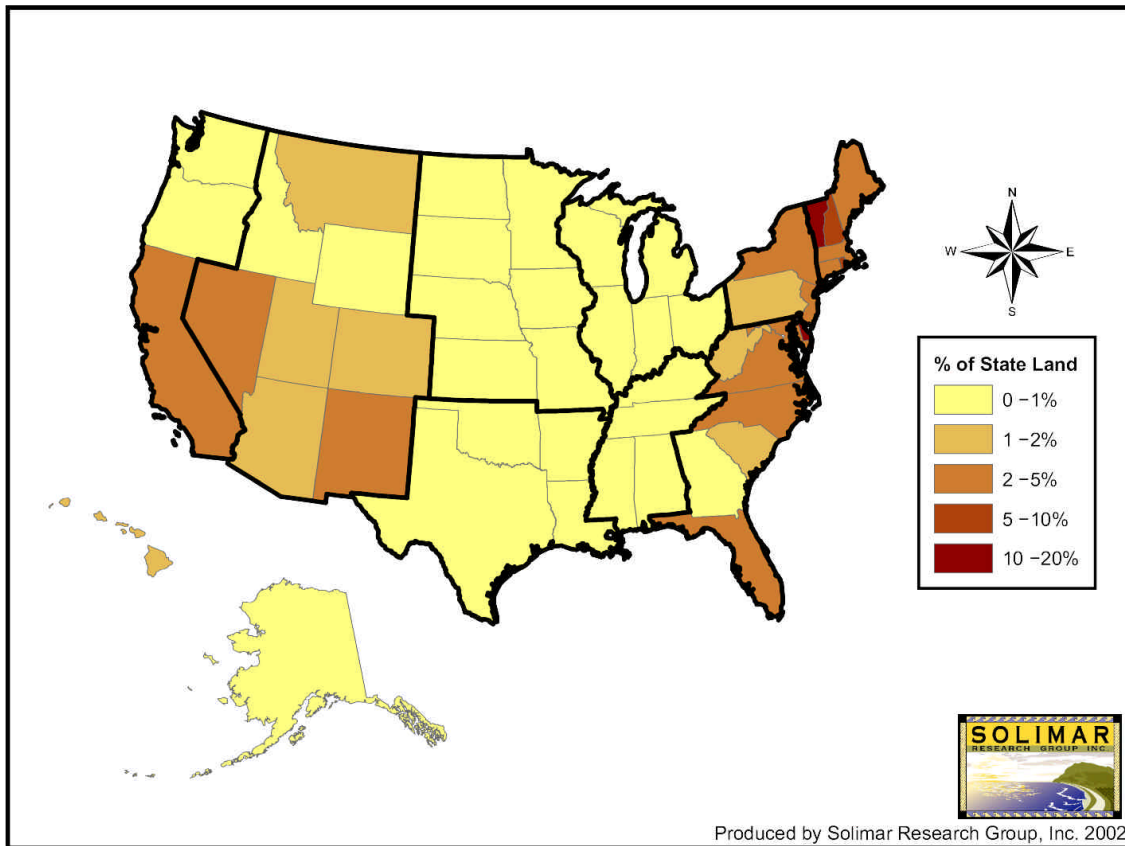 N
W
E
S
% of State Land
0 −1%
1 −2%
2 −5%
5 −10%
10 −20%
SOLIMAR
RESEARCH GROUP INC.
Produced by Solimar Research Group, Inc. 2002